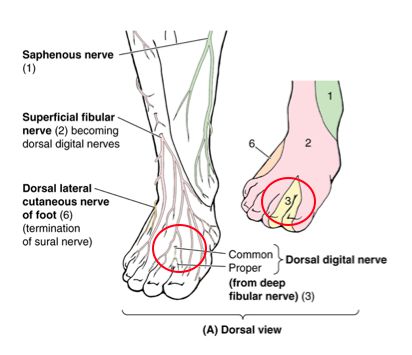 Saphenous nerve
(1)
Superficial fibular
nerve (2) becoming
dorsal digital nerves
Dorsal lateral
cutaneous nerve
of foot (6)
(termination
of sural nerve)
1
2
6
3
Common
Proper
Dorsal digital nerve
(from deep
fibular nerve) (3)
(A) Dorsal view